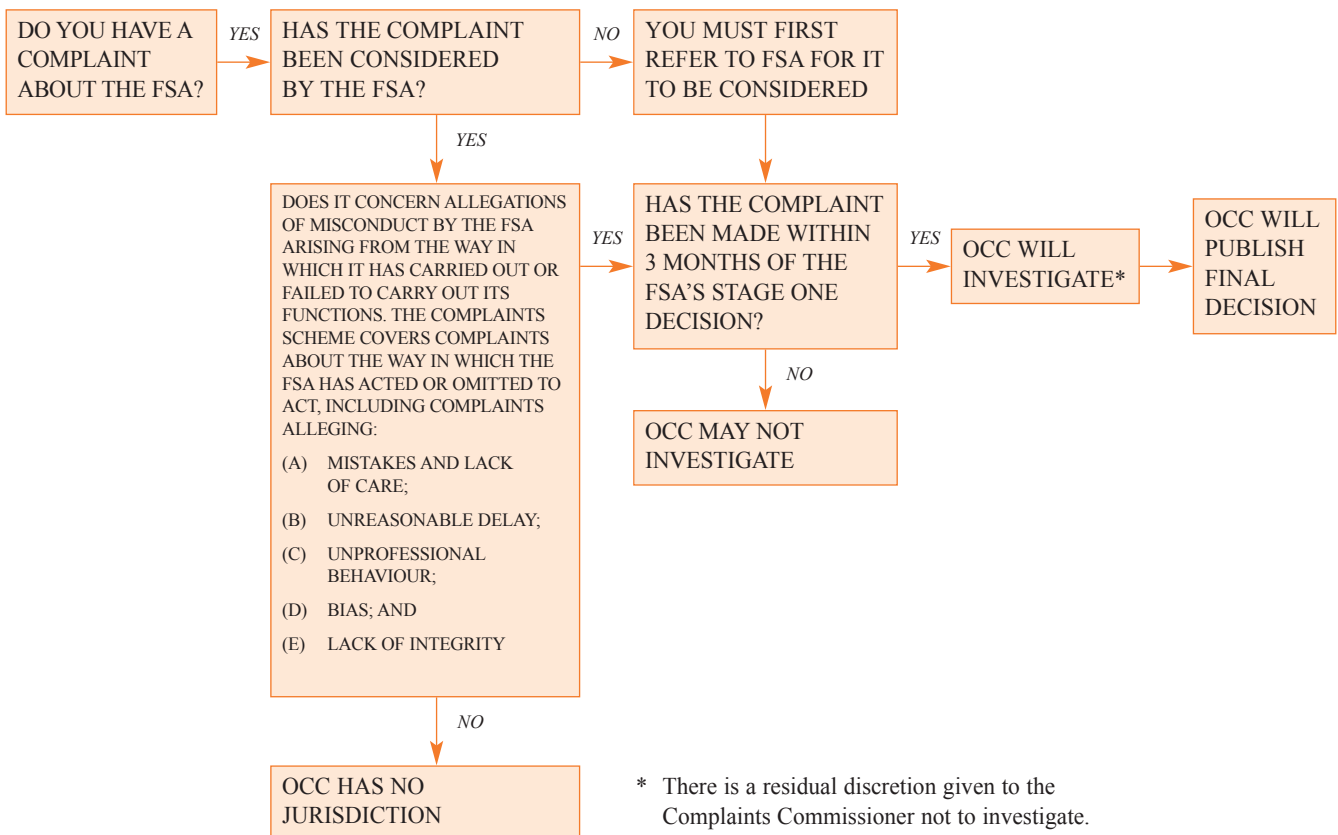 DO YOU HAVE A
COMPLAINT
ABOUT THE FSA?
YES
HAS THE COMPLAINT
BEEN CONSIDERED
BY THE FSA?
NO
YOU MUST FIRST
REFER TO FSA FOR IT
TO BE CONSIDERED
YES
DOES IT CONCERN ALLEGATIONS
OF MISCONDUCT BY THE FSA
ARISING FROM THE WAY IN
WHICH IT HAS CARRIED OUT OR
FAILED TO CARRY OUT ITS
FUNCTIONS. THE COMPLAINTS
SCHEME COVERS COMPLAINTS
ABOUT THE WAY IN WHICH THE
FSA HAS ACTED OR OMITTED TO
ACT, INCLUDING COMPLAINTS
ALLEGING:
(A) MISTAKES AND LACK
OF CARE;
(B) UNREASONABLE DELAY;
(C) UNPROFESSIONAL
BEHAVIOUR;
(D) BIAS; AND
(E) LACK OF INTEGRITY
YES
HAS THE COMPLAINT
BEEN MADE WITHIN
3 MONTHS OF THE
FSA'S STAGE ONE
DECISION?
YES
OCC WILL
INVESTIGATE*
OCC WILL
PUBLISH
FINAL
DECISION
NO
OCC MAY NOT
INVESTIGATE
NO
OCC HAS NO
JURISDICTION
* There is a residual discretion given to the
Complaints Commissioner not to investigate.